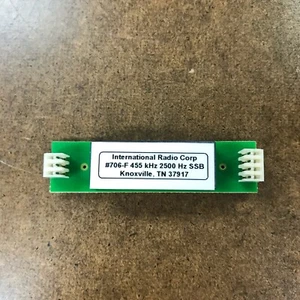 International Radio Corp
#706-F 455 kHz 2500 Hz SSB
Knoxville, TN 37917